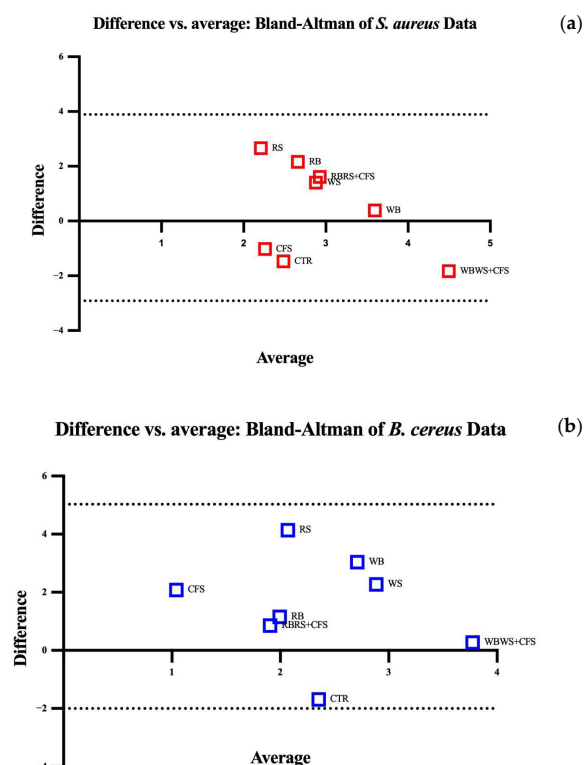 Difference vs. average: Bland-Altman of S. aureus Data
(a)
6
4
2
0
−2
−4
Difference
RS
RB
RBRS+CFS
WS
WB
CFS
CTR
WBWS+CFS
1
2
3
4
5
Average
Difference vs. average: Bland-Altman of B. cereus Data
(b)
6
4
2
0
−2
Difference
RS
WB
WS
CFS
RB
RBRS+CFS
WBWS+CFS
CTR
1
2
3
4
Average